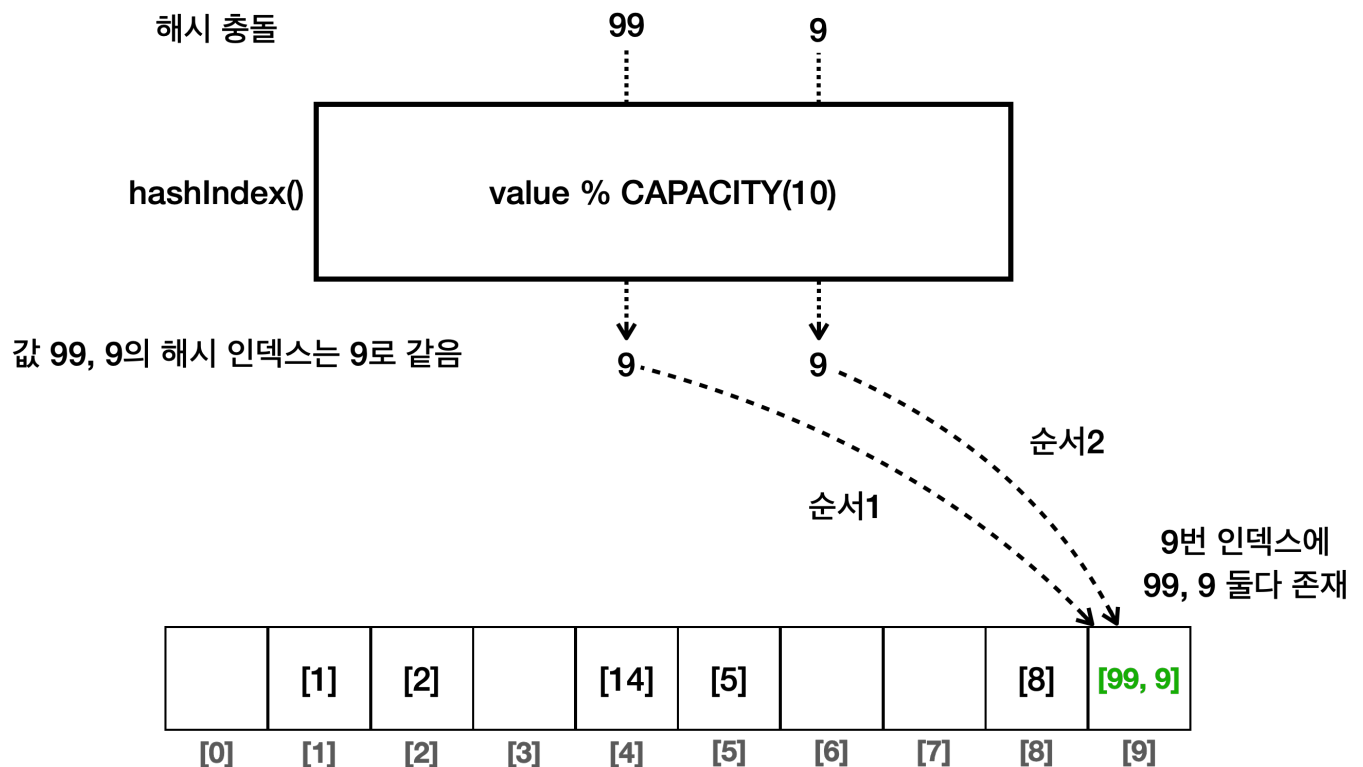 해시 충돌
99
9
hashIndex()
value % CAPACITY(10)
값 99, 9의 해시 인덱스는 9로 같음
9
9
순서2
순서1
9번 인덱스에
99, 9 둘다 존재
[1]
[2]
[14]
[5]
[8]
[99, 9]
[0]
[1]
[2]
[3]
[4]
[5]
[6]
[7]
[8]
[9]